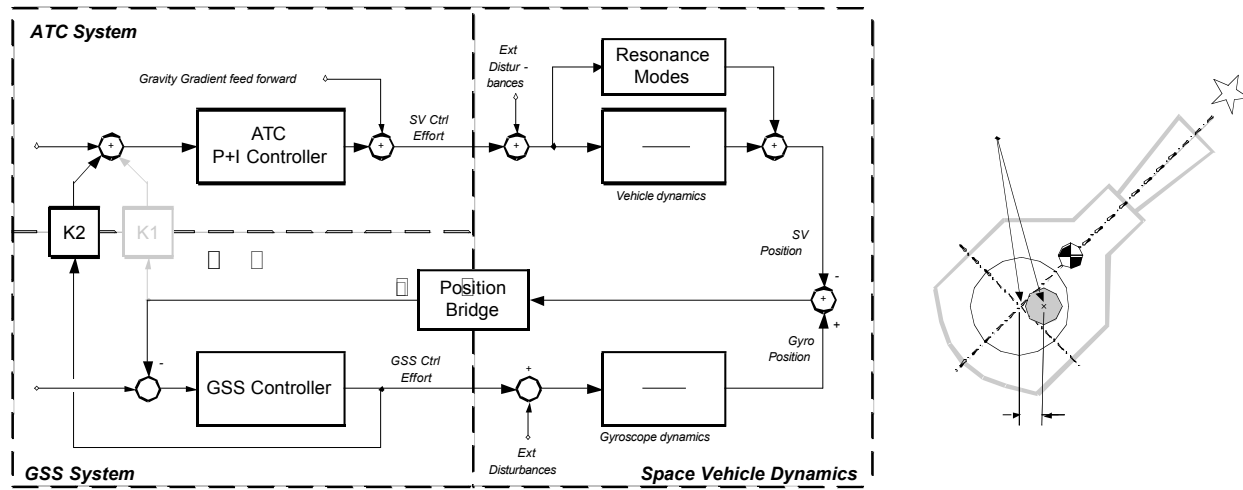 ATC System
Gravity Gradient feed forward
ATC
P+I Controller
SV Ctrl
Effort
K2
K1
Ext
Distur -
bances
Resonance
Modes
Vehicle dynamics
SV
Position
-
+
Position
Bridge
Gyro
Position
-
GSS Controller
GSS Ctrl
Effort
+
Gyroscope dynamics
Ext
Disturbances
GSS System
Space Vehicle Dynamics
+
+
+
+
+
x